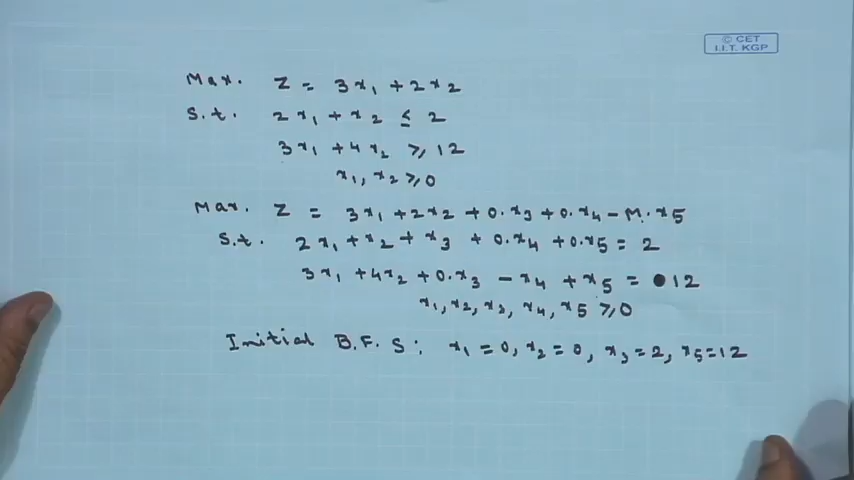 © CET
I.I.T. KGP
Max. Z = 3x₁ + 2x₂
S.t. 2x₁ + x₂ ≤ 2
3x₁ + 4x₂ ≥ 12
x₁, x₂ ≥ 0
Max. Z = 3x₁ + 2x₂ + 0.x₃ + 0.x₄ - M.x₅
S.t. 2x₁ + x₂ + x₃ + 0.x₄ + 0.x₅ = 2
3x₁ + 4x₂ + 0.x₃ - x₄ + x₅ = 12
x₁, x₂, x₃, x₄, x₅ ≥ 0
Initial B.F.S: x₁ = 0, x₂ = 0, x₃ = 2, x₅ = 12